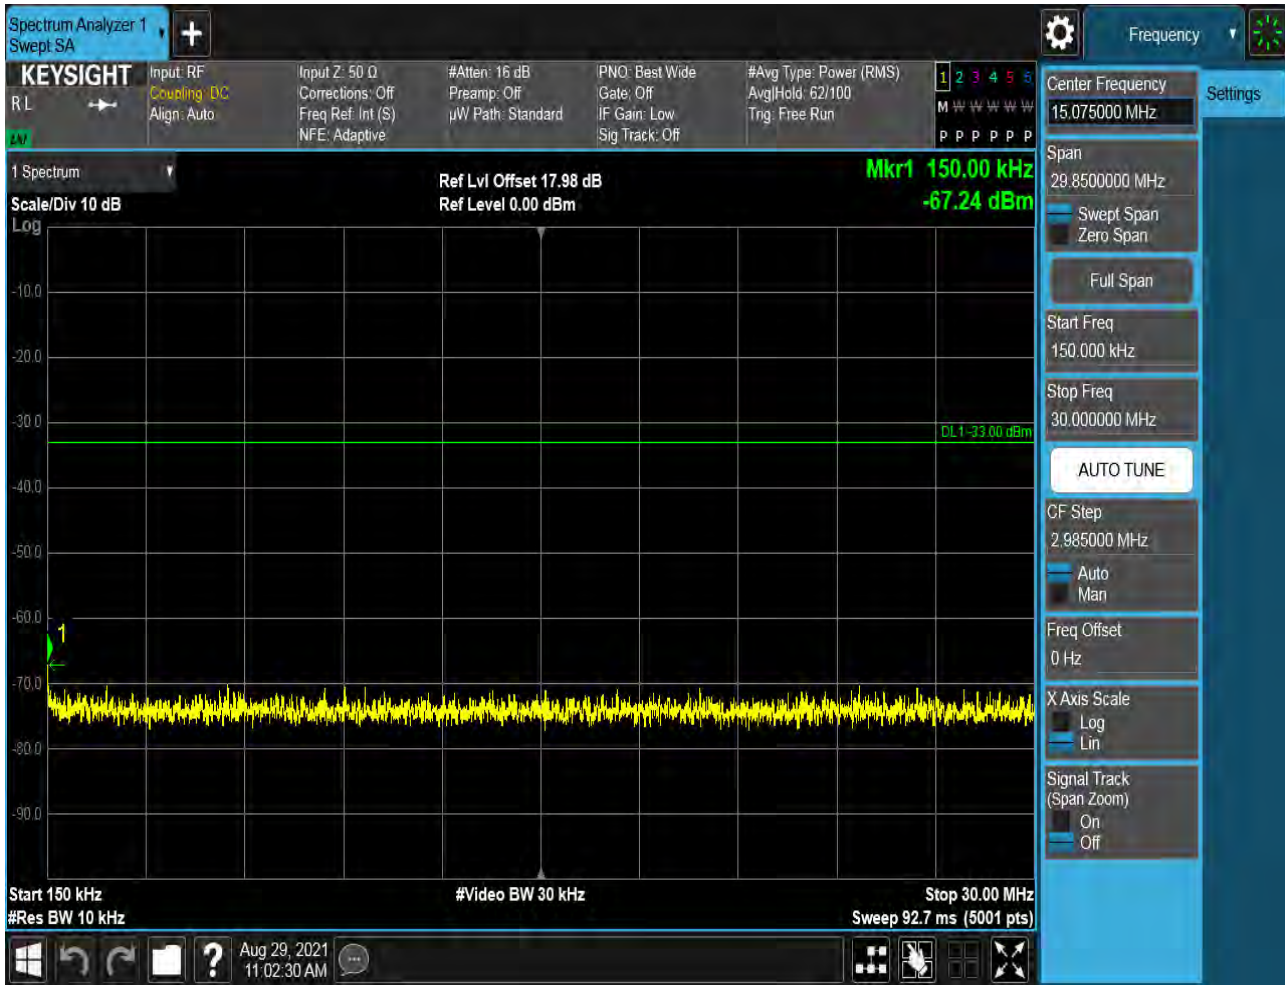 Spectrum Analyzer 1
Swept SA
+
Frequency
KEYSIGHT
R L
Input: RF
Coupling: DC
Align: Auto
Input Z: 50 Ω
Corrections: Off
Freq Ref: Int (S)
NFE: Adaptive
#Atten: 16 dB
Preamp: Off
µW Path: Standard
PNO: Best Wide
Gate: Off
IF Gain: Low
Sig Track: Off
#Avg Type: Power (RMS)
Avg|Hold: 62/100
Trig: Free Run
1 2 3 4 5 6
M W W W W W
P P P P P P
1 Spectrum
Scale/Div 10 dB
Log
Ref Lvl Offset 17.98 dB
Ref Level 0.00 dBm
Mkr1 150.00 kHz
-67.24 dBm
-10.0
-20.0
-30.0
DL1 -33.00 dBm
-40.0
-50.0
-60.0
1
-70.0
-80.0
-90.0
Start 150 kHz
#Res BW 10 kHz
#Video BW 30 kHz
Stop 30.00 MHz
Sweep 92.7 ms (5001 pts)
Center Frequency
15.075000 MHz
Settings
Span
29.8500000 MHz
Swept Span
Zero Span
Full Span
Start Freq
150.000 kHz
Stop Freq
30.000000 MHz
AUTO TUNE
CF Step
2.985000 MHz
Auto
Man
Freq Offset
0 Hz
X Axis Scale
Log
Lin
Signal Track
(Span Zoom)
On
Off
?
Aug 29, 2021
11:02:30 AM